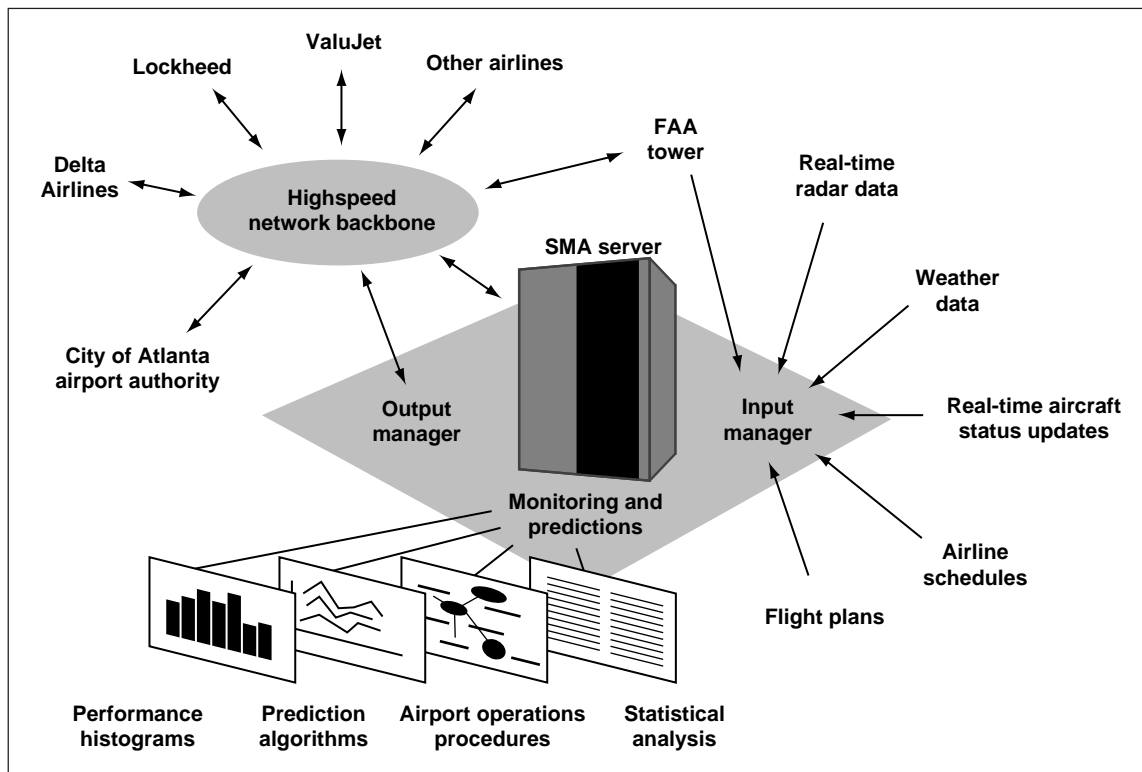 ValuJet
Lockheed
Other airlines
FAA
tower
Delta
Airlines
Real-time
radar data
Highspeed
network backbone
SMA server
Weather
data
City of Atlanta
airport authority
Output
manager
Input
manager
Real-time aircraft
status updates
Monitoring and
predictions
Airline
schedules
Flight plans
Performance
histograms
Prediction
algorithms
Airport operations
procedures
Statistical
analysis